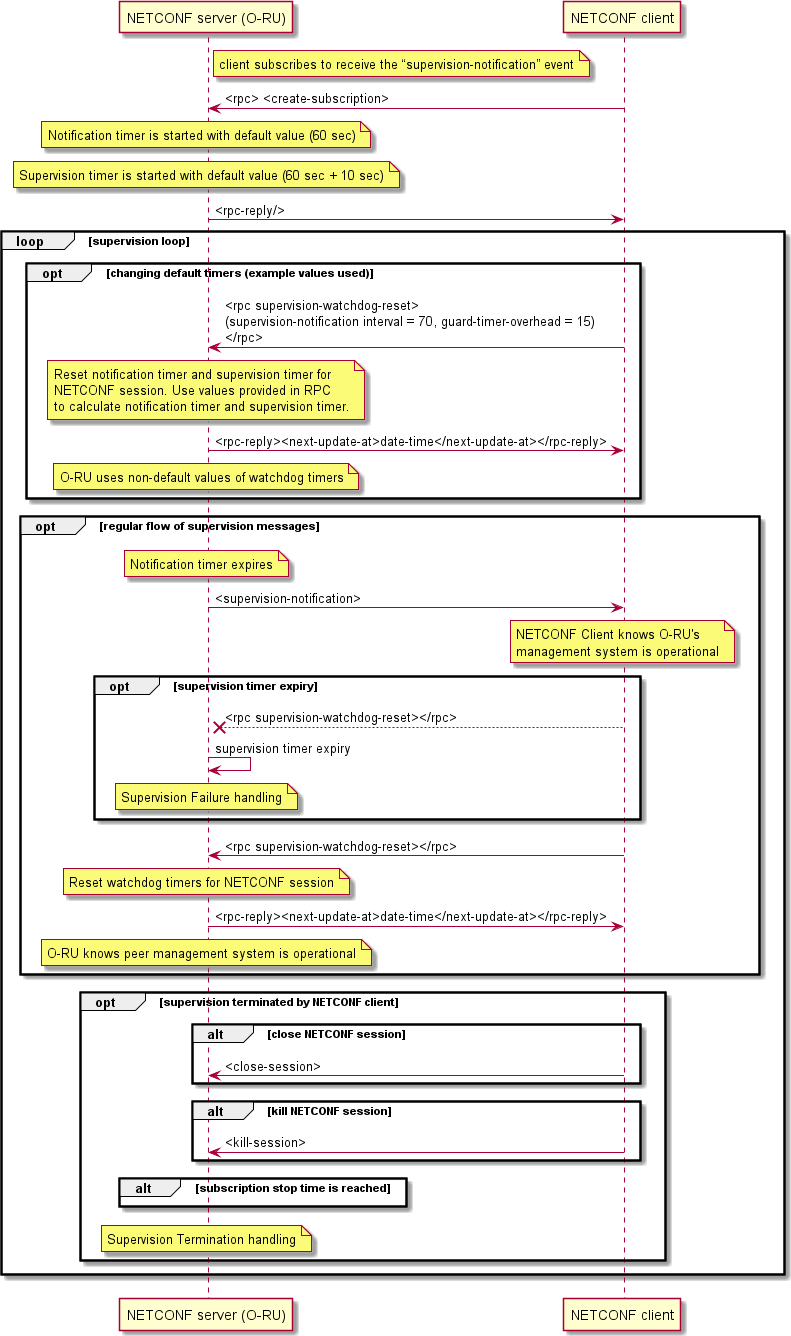 NETCONF server (O-RU)
NETCONF client
client subscribes to receive the “supervision-notification” event
<rpc> <create-subscription>
Notification timer is started with default value (60 sec)
Supervision timer is started with default value (60 sec + 10 sec)
<rpc-reply/>
loop
[supervision loop]
opt
[changing default timers (example values used)]
<rpc supervision-watchdog-reset>
(supervision-notification interval = 70, guard-timer-overhead = 15)
</rpc>
Reset notification timer and supervision timer for
NETCONF session. Use values provided in RPC
to calculate notification timer and supervision timer.
<rpc-reply><next-update-at>date-time</next-update-at></rpc-reply>
O-RU uses non-default values of watchdog timers
opt
[regular flow of supervision messages]
Notification timer expires
<supervision-notification>
NETCONF Client knows O-RU's
management system is operational
opt
[supervision timer expiry]
<rpc supervision-watchdog-reset></rpc>
supervision timer expiry
Supervision Failure handling
<rpc supervision-watchdog-reset></rpc>
Reset watchdog timers for NETCONF session
<rpc-reply><next-update-at>date-time</next-update-at></rpc-reply>
O-RU knows peer management system is operational
opt
[supervision terminated by NETCONF client]
alt
[close NETCONF session]
<close-session>
alt
[kill NETCONF session]
<kill-session>
alt
[subscription stop time is reached]
Supervision Termination handling
NETCONF server (O-RU)
NETCONF client